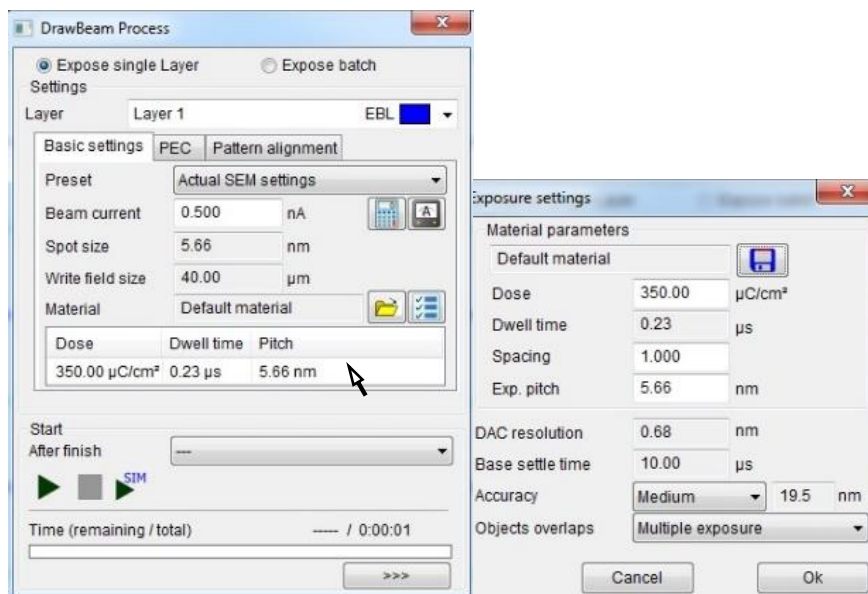 DrawBeam Process
Expose single Layer Expose batch
Settings
Layer Layer 1 EBL
Basic settings PEC Pattern alignment
Preset Actual SEM settings
Beam current 0.500 nA A
Spot size 5.66 nm
Write field size 40.00 µm
Material Default material
Dose Dwell time Pitch
350.00 µC/cm² 0.23 µs 5.66 nm
Start
After finish ---
SIM
Time (remaining / total) ----- / 0:00:01
>>>
Exposure settings
Material parameters
Default material
Dose 350.00 µC/cm²
Dwell time 0.23 µs
Spacing 1.000
Exp. pitch 5.66 nm
DAC resolution 0.68 nm
Base settle time 10.00 µs
Accuracy Medium 19.5 nm
Objects overlaps Multiple exposure
Cancel Ok